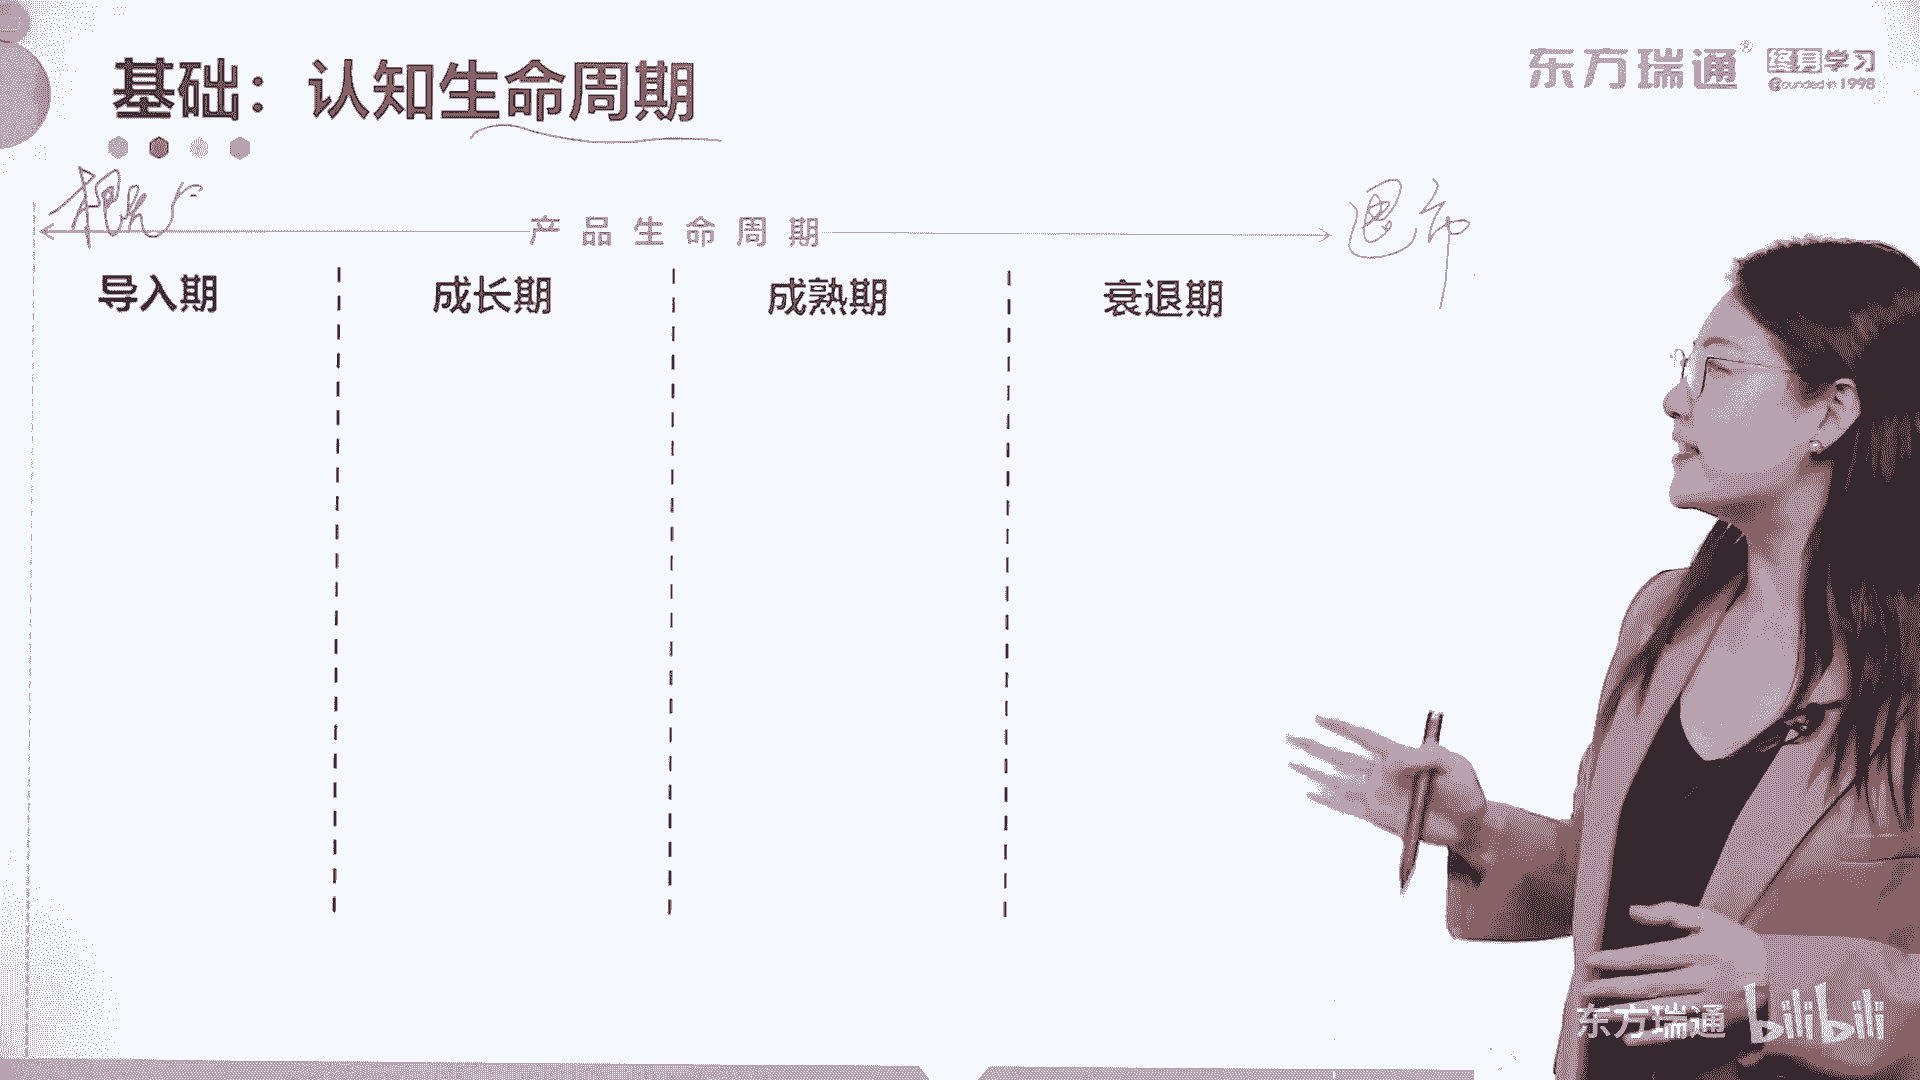 基础：认知生命周期
东方瑞通®
终身学习
Founded in 1998
退市
产品生命周期
导入期
成长期
成熟期
衰退期
东方瑞通 bilibili